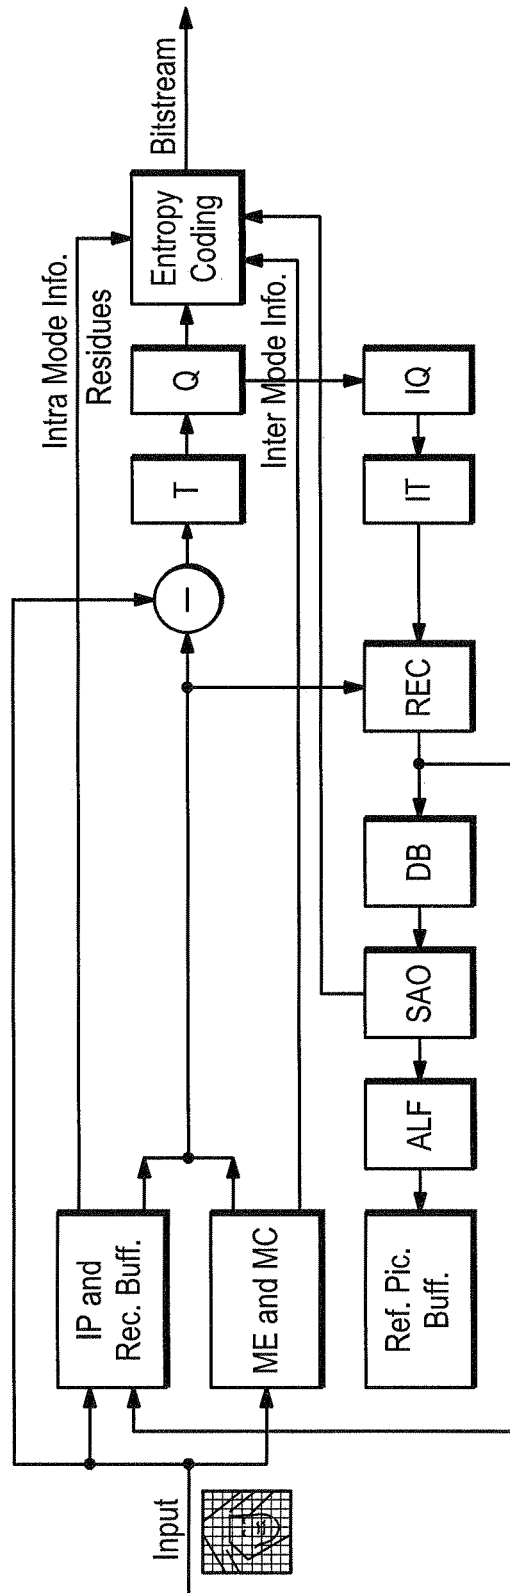 Input
IP and
Rec. Buff.
ME and MC
Intra Mode Info.
Residues
−
T
Q
Entropy
Coding
Bitstream
Inter Mode Info.
Ref. Pic.
Buff.
ALF
SAO
DB
REC
IT
IQ